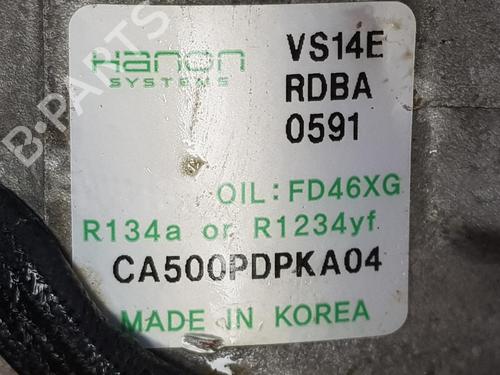 Hanon
SYSTEMS
VS14E
RDBA
0591
OIL:FD46XG
R134a or R1234yf
CA500PDPKA04
MADE IN KOREA
B-PARTS